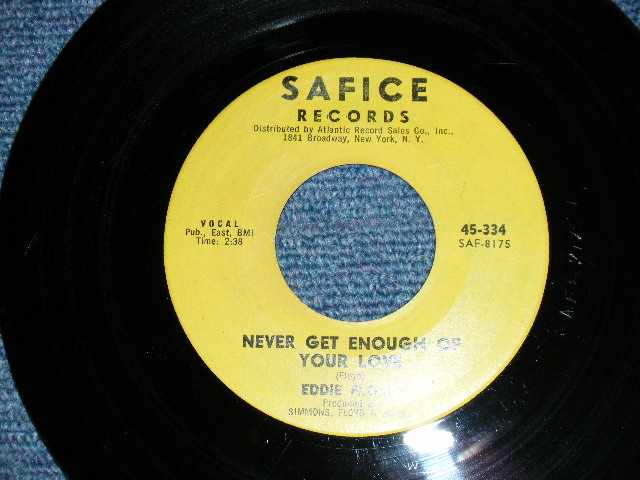 SAFICE
RECORDS
Distributed by Atlantic Record Sales Co., Inc.,
1841 Broadway, New York, N. Y.
VOCAL
Pub., East, BMI
Time: 2:38
45-334
SAF-8175
NEVER GET ENOUGH OF
YOUR LOVE
(Floyd)
EDDIE FLOYD
Produced
SIMMONS, FLOYD &